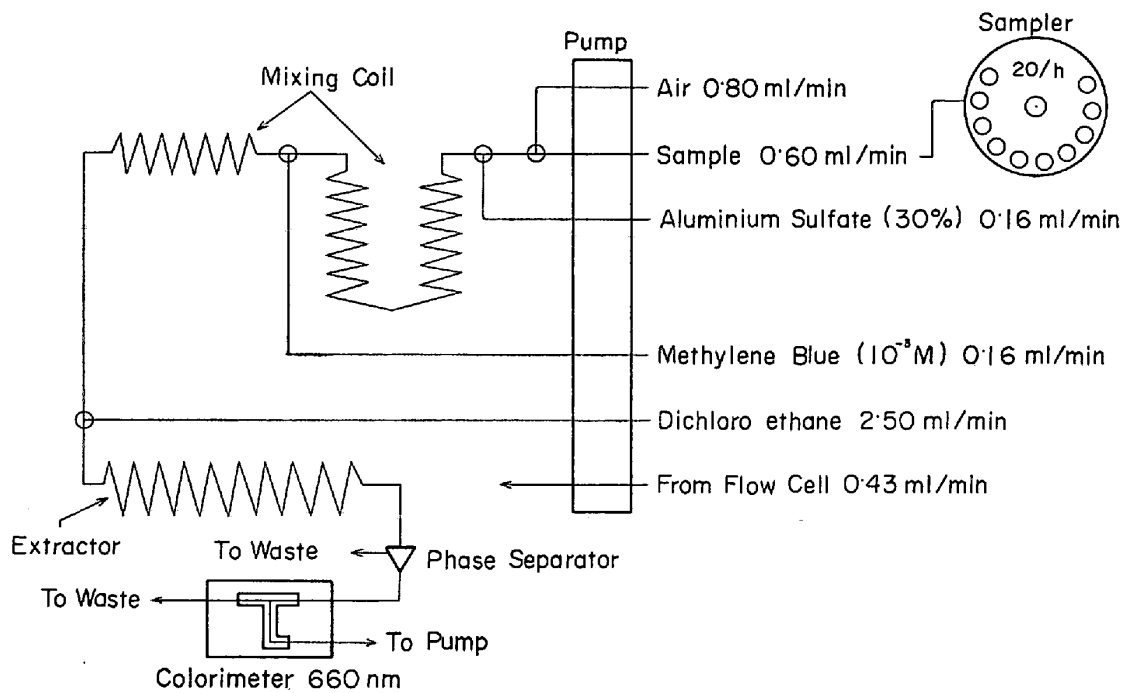 Sampler
20/h
Pump
Mixing Coil
Air 0·80 ml/min
Sample 0·60 ml/min
Aluminium Sulfate (30%) 0·16 ml/min
Methylene Blue (10⁻³M) 0·16 ml/min
Dichloro ethane 2·50 ml/min
From Flow Cell 0·43 ml/min
Extractor
To Waste
Phase Separator
To Waste
To Pump
Colorimeter 660 nm